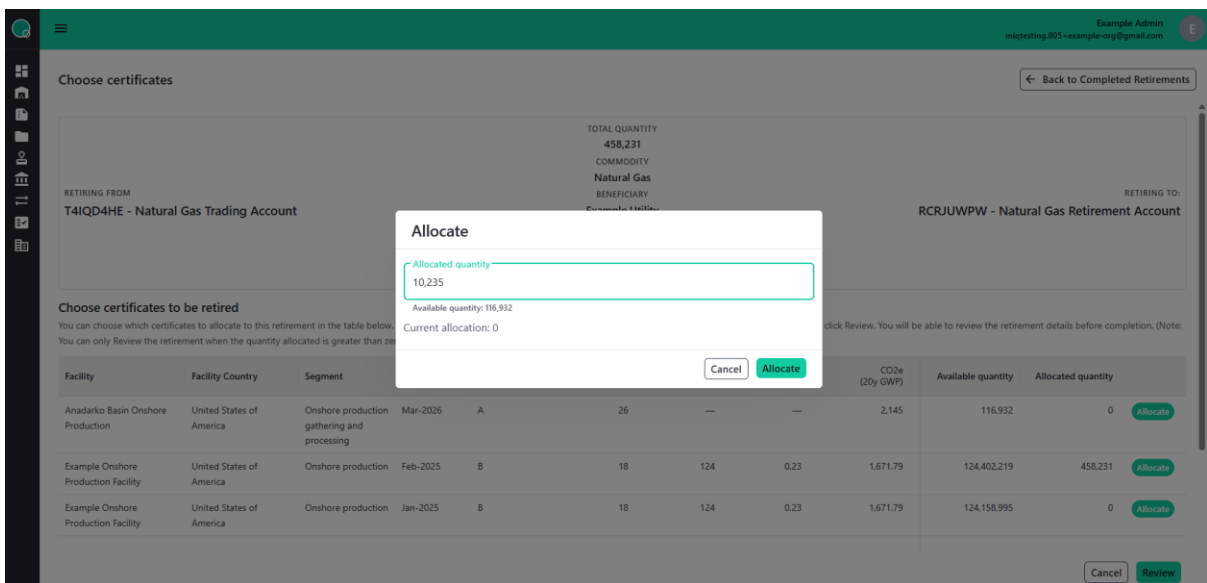 Example Admin
miqtesting.005+example-org@gmail.com
E
Choose certificates
← Back to Completed Retirements
TOTAL QUANTITY
458,231
COMMODITY
Natural Gas
BENEFICIARY
Example Utility
RETIRING FROM
T4IQD4HE - Natural Gas Trading Account
RETIRING TO:
RCRJUWPW - Natural Gas Retirement Account
Allocate
Allocated quantity
10,235
Available quantity: 116,932
Current allocation: 0
Cancel
Allocate
Choose certificates to be retired
You can choose which certificates to allocate to this retirement in the table below.
click Review. You will be able to review the retirement details before completion. (Note:
You can only Review the retirement when the quantity allocated is greater than
Facility Facility Country Segment CO2e (20y GWP) Available quantity Allocated quantity
Anadarko Basin Onshore Production United States of America Onshore production gathering and processing Mar-2026 A 26 — — 2,145 116,932 0 Allocate
Example Onshore Production Facility United States of America Onshore production Feb-2025 B 18 124 0.23 1,671.79 124,402,219 458,231 Allocate
Example Onshore Production Facility United States of America Onshore production Jan-2025 B 18 124 0.23 1,671.79 124,158,995 0 Allocate
Cancel
Review